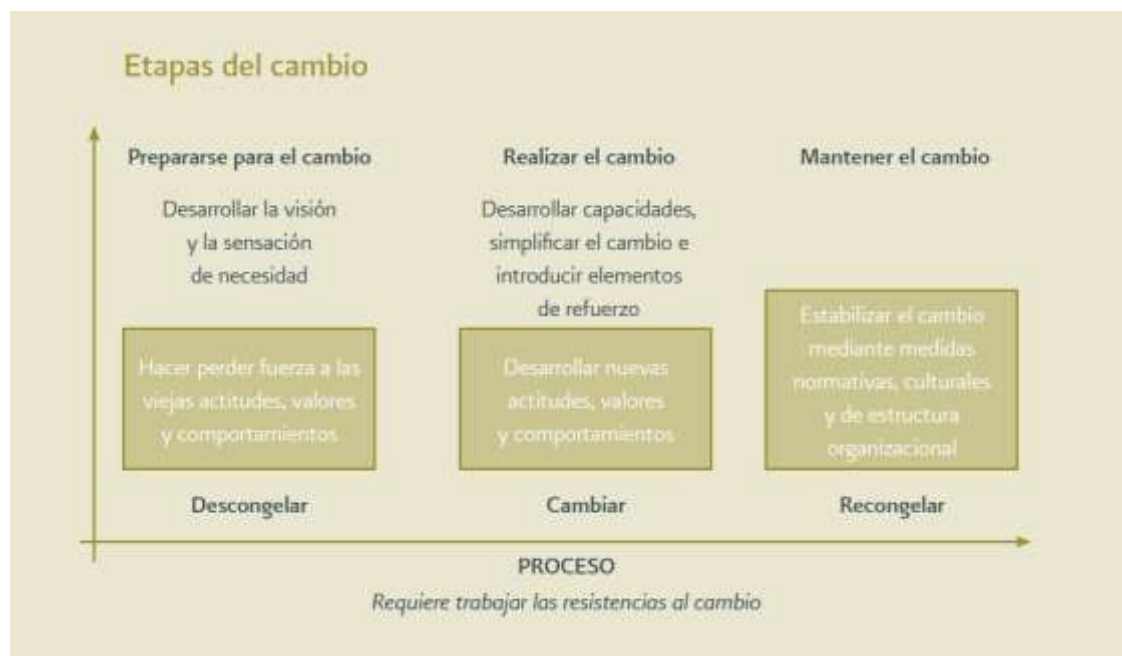 Etapas del cambio
Prepararse para el cambio
Desarrollar la visión
y la sensación
de necesidad
Hacer perder fuerza a las
viejas actitudes, valores
y comportamientos
Descongelar
Realizar el cambio
Desarrollar capacidades,
simplificar el cambio e
introducir elementos
de refuerzo
Desarrollar nuevas
actitudes, valores
y comportamientos
Cambiar
Mantener el cambio
Estabilizar el cambio
mediante medidas
normativas, culturales
y de estructura
organizacional
Recongelar
PROCESO
Requiere trabajar las resistencias al cambio